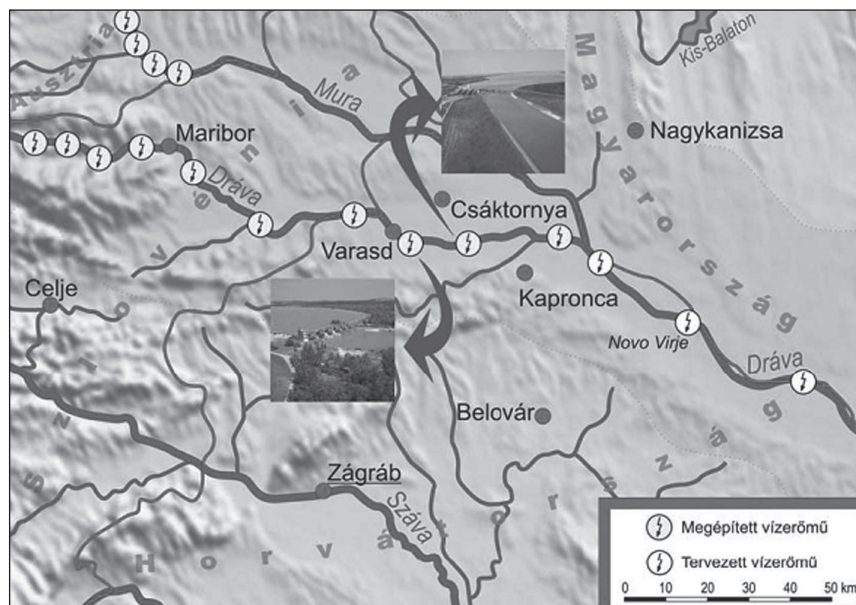 Ausztria
Szlovénia
Magyarország
Horvátország
Kis-Balaton
Mura
Nagykanizsa
Maribor
Dráva
Csáktornya
Varasd
Celje
Kapronca
Novo Virje
Dráva
Belovár
Zágráb
Száva
Megépített vízerőmű
Tervezett vízerőmű
0 10 20 30 40 50 km